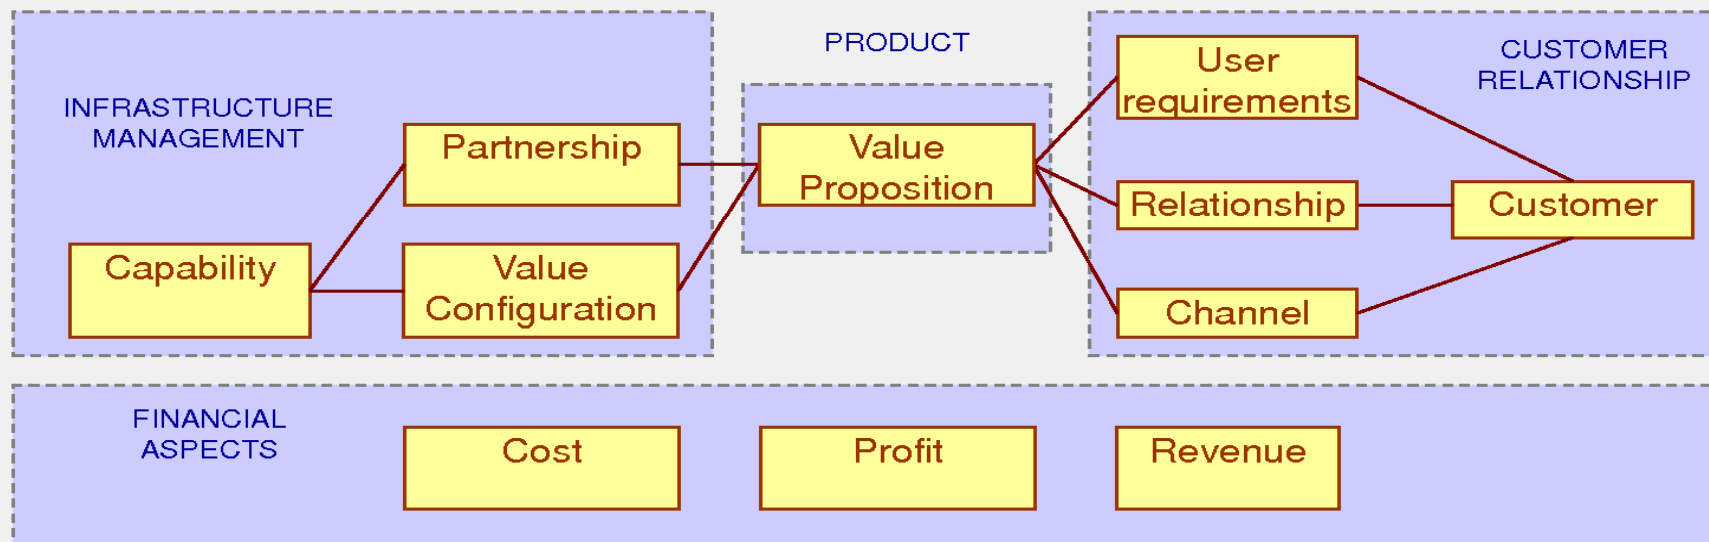 INFRASTRUCTURE
MANAGEMENT
Capability
Partnership
Value
Configuration
PRODUCT
Value
Proposition
CUSTOMER
RELATIONSHIP
User
requirements
Relationship
Channel
Customer
FINANCIAL
ASPECTS
Cost
Profit
Revenue